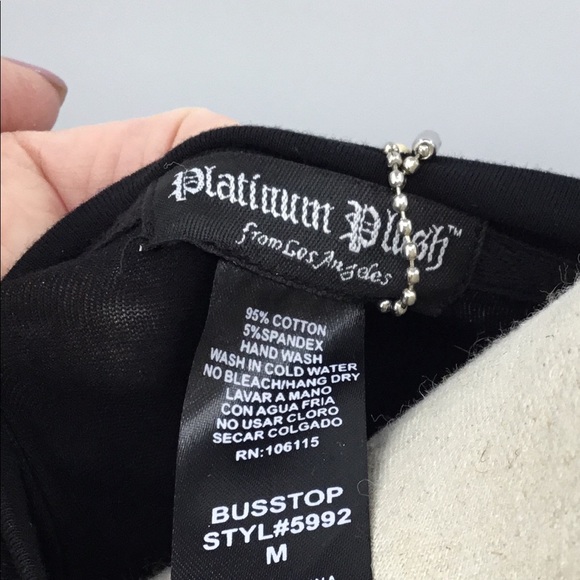 Platinum Plush™
from Los Angeles
95% COTTON
5%SPANDEX
HAND WASH
WASH IN COLD WATER
NO BLEACH/HANG DRY
LAVAR A MANO
CON AGUA FRIA
NO USAR CLORO
SECAR COLGADO
RN:106115
BUSSTOP
STYL#5992
M